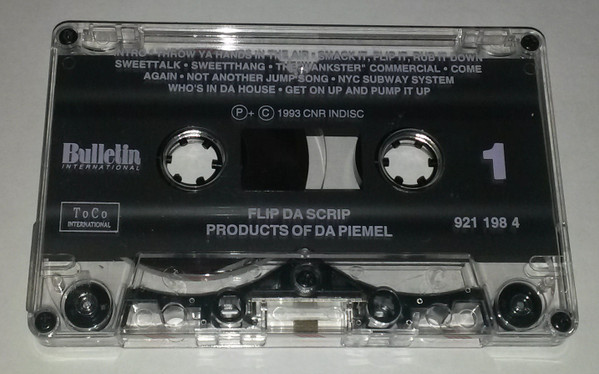 INTRO • THROW YA HANDS IN THE AIR • SMACK IT, FLIP IT, RUB IT DOWN
SWEETTALK • SWEETTHANG • THE "WANKSTER" COMMERCIAL • COME
AGAIN • NOT ANOTHER JUMP SONG • NYC SUBWAY SYSTEM
WHO'S IN DA HOUSE • GET ON UP AND PUMP IT UP
Ⓟ + © 1993 CNR INDISC
Bulletin
INTERNATIONAL
1
ToCo
INTERNATIONAL
FLIP DA SCRIP
PRODUCTS OF DA PIEMEL
921 198 4